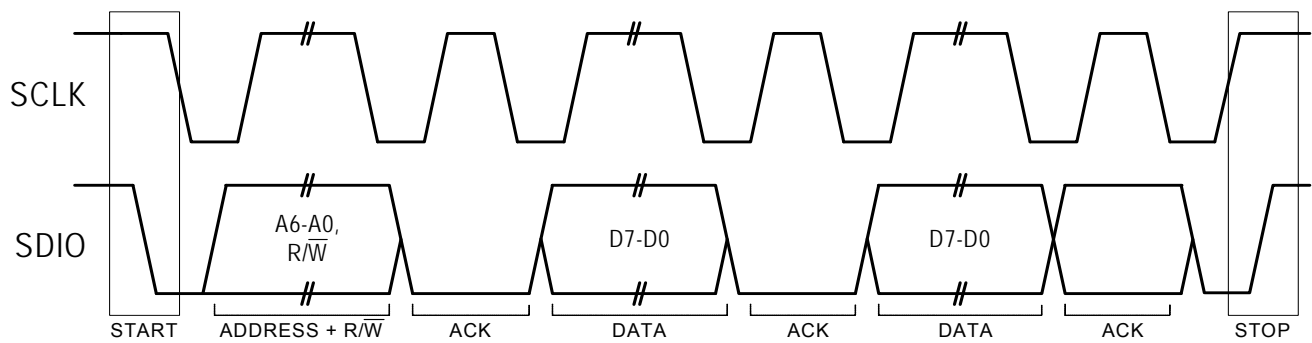 SCLK
SDIO
A6-A0,
R/W̅
D7-D0
D7-D0
START
ADDRESS + R/W̅
ACK
DATA
ACK
DATA
ACK
STOP